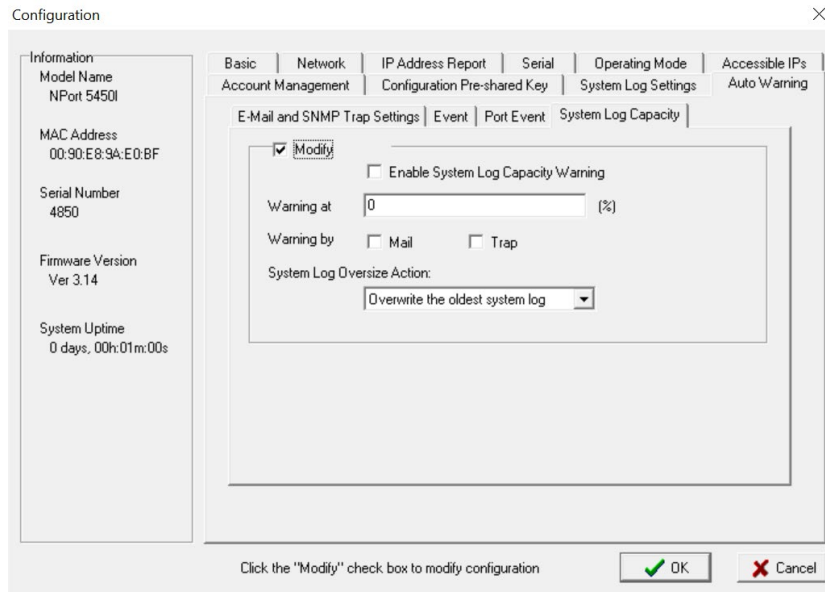 Configuration
Information
Model Name
NPort 5450I
MAC Address
00:90:E8:9A:E0:BF
Serial Number
4850
Firmware Version
Ver 3.14
System Uptime
0 days, 00h:01m:00s
Basic Network IP Address Report Serial Operating Mode Accessible IPs
Account Management Configuration Pre-shared Key System Log Settings Auto Warning
E-Mail and SNMP Trap Settings Event Port Event System Log Capacity
Modify
Enable System Log Capacity Warning
Warning at 0 (%)
Warning by Mail Trap
System Log Oversize Action:
Overwrite the oldest system log
Click the "Modify" check box to modify configuration OK Cancel